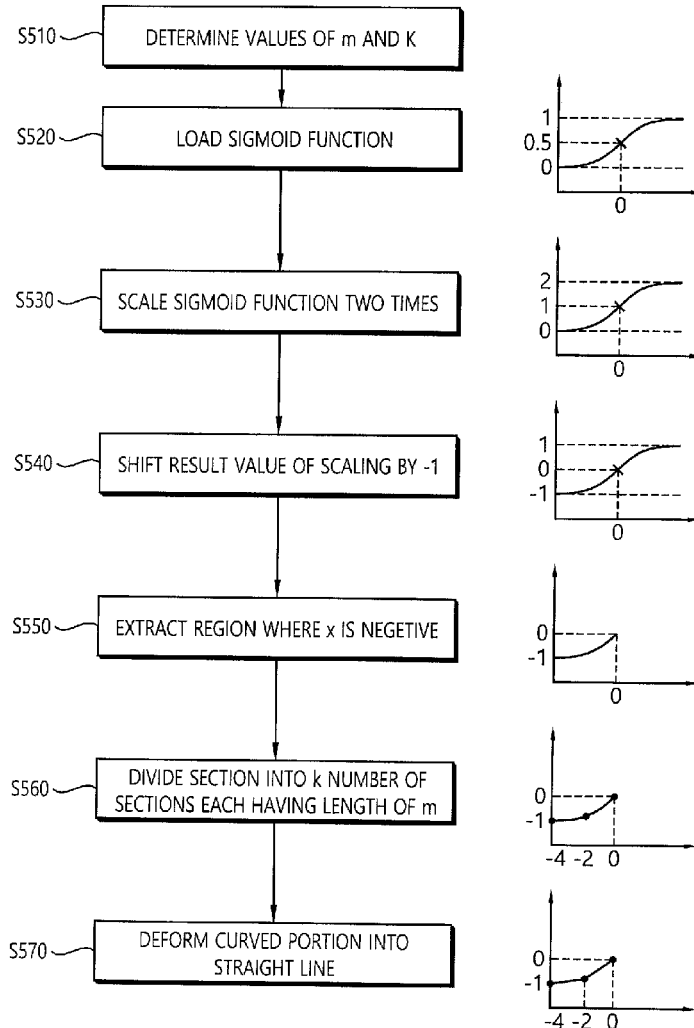 S510
DETERMINE VALUES OF m AND K
S520
LOAD SIGMOID FUNCTION
1
0.5
0
0
S530
SCALE SIGMOID FUNCTION TWO TIMES
2
1
0
0
S540
SHIFT RESULT VALUE OF SCALING BY -1
1
0
-1
0
S550
EXTRACT REGION WHERE x IS NEGETIVE
0
-1
0
S560
DIVIDE SECTION INTO k NUMBER OF
SECTIONS EACH HAVING LENGTH OF m
0
-1
-4 -2 0
S570
DEFORM CURVED PORTION INTO
STRAIGHT LINE
0
-1
-4 -2 0